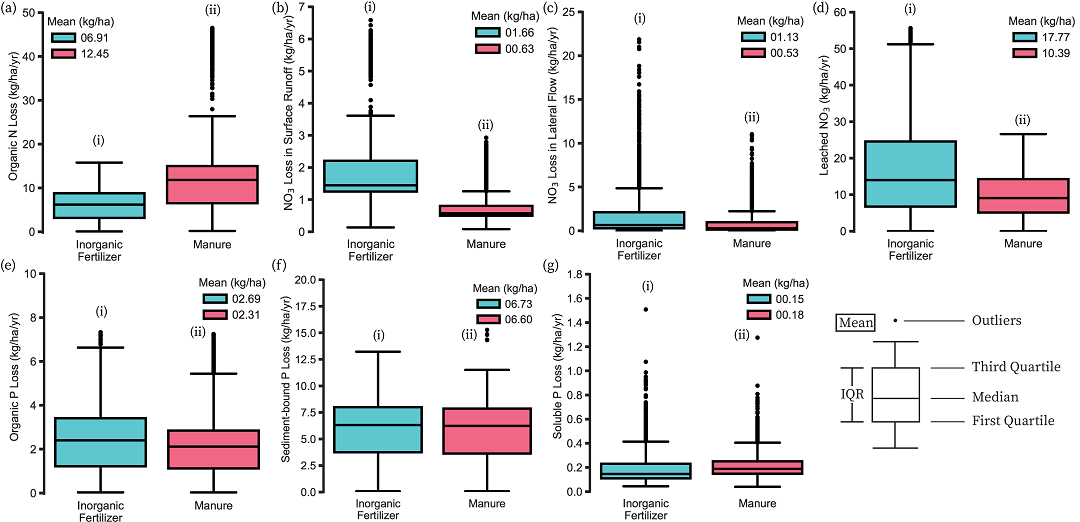 (a)
Mean (kg/ha)
06.91
12.45
(i)
(ii)
Organic N Loss (kg/ha/yr)
50
40
30
20
10
0
Inorganic
Fertilizer
Manure
(b)
Mean (kg/ha)
01.66
00.63
(i)
(ii)
NO3 Loss in Surface Runoff (kg/ha/yr)
7
6
5
4
3
2
1
0
Inorganic
Fertilizer
Manure
(c)
Mean (kg/ha)
01.13
00.53
(i)
(ii)
NO3 Loss in Lateral Flow (kg/ha/yr)
25
20
15
10
5
0
Inorganic
Fertilizer
Manure
(d)
Mean (kg/ha)
17.77
10.39
(i)
(ii)
Leached NO3 (kg/ha/yr)
60
50
40
30
20
10
0
Inorganic
Fertilizer
Manure
(e)
Mean (kg/ha)
02.69
02.31
(i)
(ii)
Organic P Loss (kg/ha/yr)
10
8
6
4
2
0
Inorganic
Fertilizer
Manure
(f)
Mean (kg/ha)
06.73
06.60
(i)
(ii)
Sediment-bound P Loss (kg/ha/yr)
20.0
17.5
15.0
12.5
10.0
7.5
5.0
2.5
0.0
Inorganic
Fertilizer
Manure
(g)
Mean (kg/ha)
00.15
00.18
(i)
(ii)
Soluble P Loss (kg/ha/yr)
1.8
1.6
1.4
1.2
1.0
0.8
0.6
0.4
0.2
0.0
Inorganic
Fertilizer
Manure
Mean
Outliers
Third Quartile
IQR
Median
First Quartile